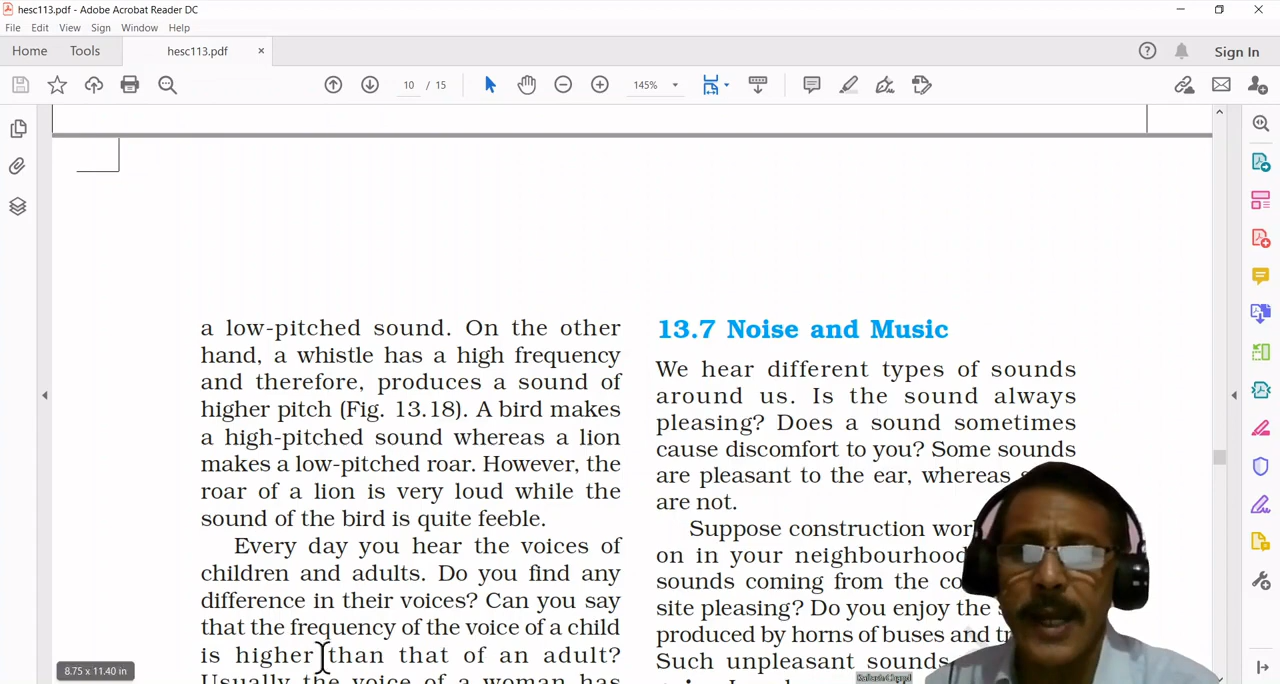 hesc113.pdf - Adobe Acrobat Reader DC
File Edit View Sign Window Help
Home Tools hesc113.pdf × Sign In
10 / 15 145%
a low-pitched sound. On the other
hand, a whistle has a high frequency
and therefore, produces a sound of
higher pitch (Fig. 13.18). A bird makes
a high-pitched sound whereas a lion
makes a low-pitched roar. However, the
roar of a lion is very loud while the
sound of the bird is quite feeble.
Every day you hear the voices of
children and adults. Do you find any
difference in their voices? Can you say
that the frequency of the voice of a child
is higher than that of an adult?
Usually the voice of a woman has
13.7 Noise and Music
We hear different types of sounds
around us. Is the sound always
pleasing? Does a sound sometimes
cause discomfort to you? Some sounds
are pleasant to the ear, whereas
are not.
Suppose construction wor
on in your neighbourhood
sounds coming from the co
site pleasing? Do you enjoy the
produced by horns of buses and tr
Such unpleasant sounds
8.75 x 11.40 in